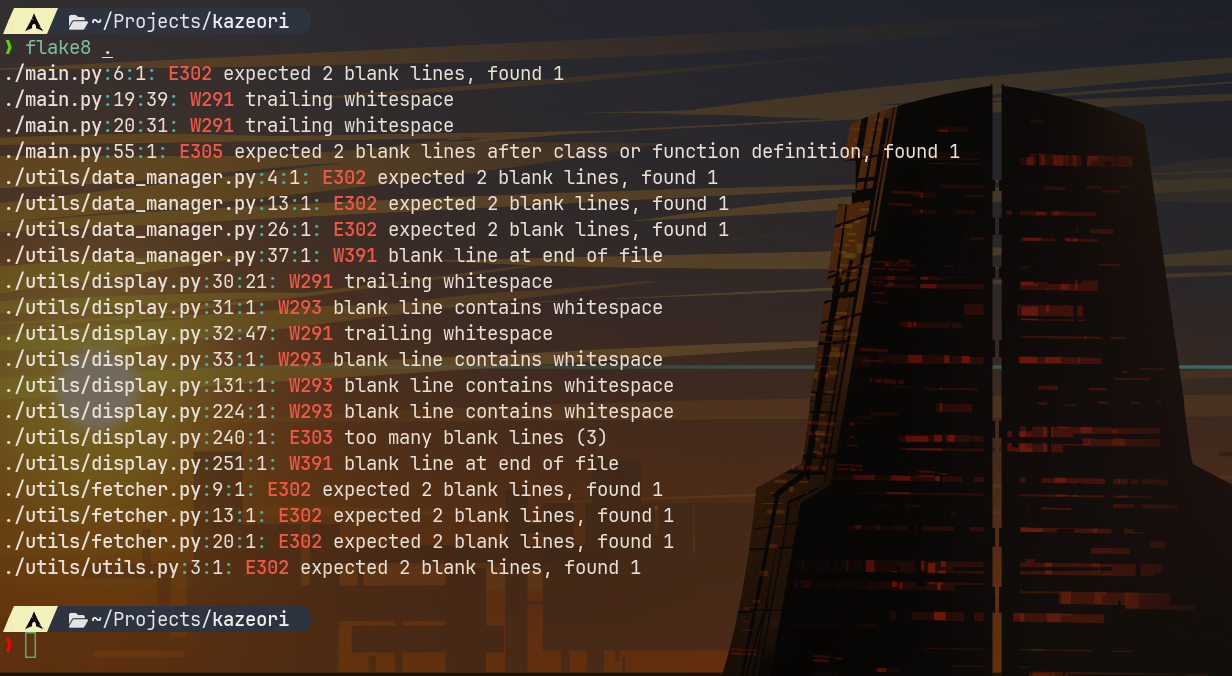 ~/Projects/kazeori
❯ flake8 .
./main.py:6:1: E302 expected 2 blank lines, found 1
./main.py:19:39: W291 trailing whitespace
./main.py:20:31: W291 trailing whitespace
./main.py:55:1: E305 expected 2 blank lines after class or function definition, found 1
./utils/data_manager.py:4:1: E302 expected 2 blank lines, found 1
./utils/data_manager.py:13:1: E302 expected 2 blank lines, found 1
./utils/data_manager.py:26:1: E302 expected 2 blank lines, found 1
./utils/data_manager.py:37:1: W391 blank line at end of file
./utils/display.py:30:21: W291 trailing whitespace
./utils/display.py:31:1: W293 blank line contains whitespace
./utils/display.py:32:47: W291 trailing whitespace
./utils/display.py:33:1: W293 blank line contains whitespace
./utils/display.py:131:1: W293 blank line contains whitespace
./utils/display.py:224:1: W293 blank line contains whitespace
./utils/display.py:240:1: E303 too many blank lines (3)
./utils/display.py:251:1: W391 blank line at end of file
./utils/fetcher.py:9:1: E302 expected 2 blank lines, found 1
./utils/fetcher.py:13:1: E302 expected 2 blank lines, found 1
./utils/fetcher.py:20:1: E302 expected 2 blank lines, found 1
./utils/utils.py:3:1: E302 expected 2 blank lines, found 1
~/Projects/kazeori
❯